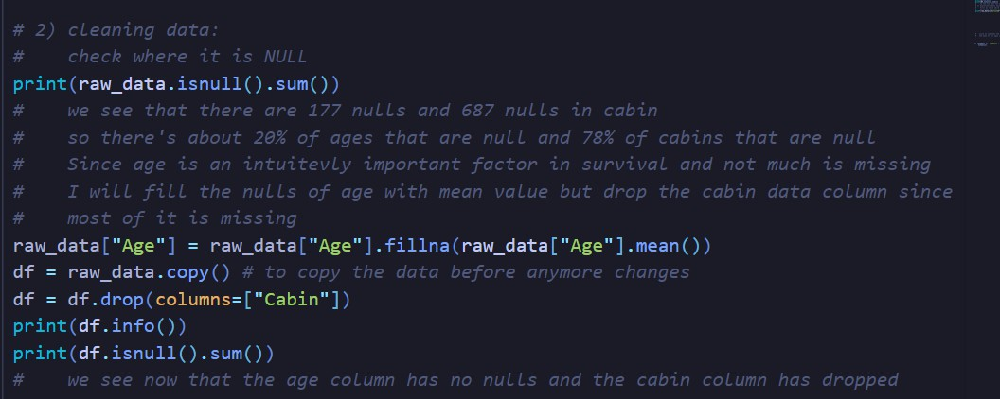 # 2) cleaning data:
#    check where it is NULL
print(raw_data.isnull().sum())
#    we see that there are 177 nulls and 687 nulls in cabin
#    so there's about 20% of ages that are null and 78% of cabins that are null
#    Since age is an intuitevly important factor in survival and not much is missing
#    I will fill the nulls of age with mean value but drop the cabin data column since
#    most of it is missing
raw_data["Age"] = raw_data["Age"].fillna(raw_data["Age"].mean())
df = raw_data.copy() # to copy the data before anymore changes
df = df.drop(columns=["Cabin"])
print(df.info())
print(df.isnull().sum())
#    we see now that the age column has no nulls and the cabin column has dropped